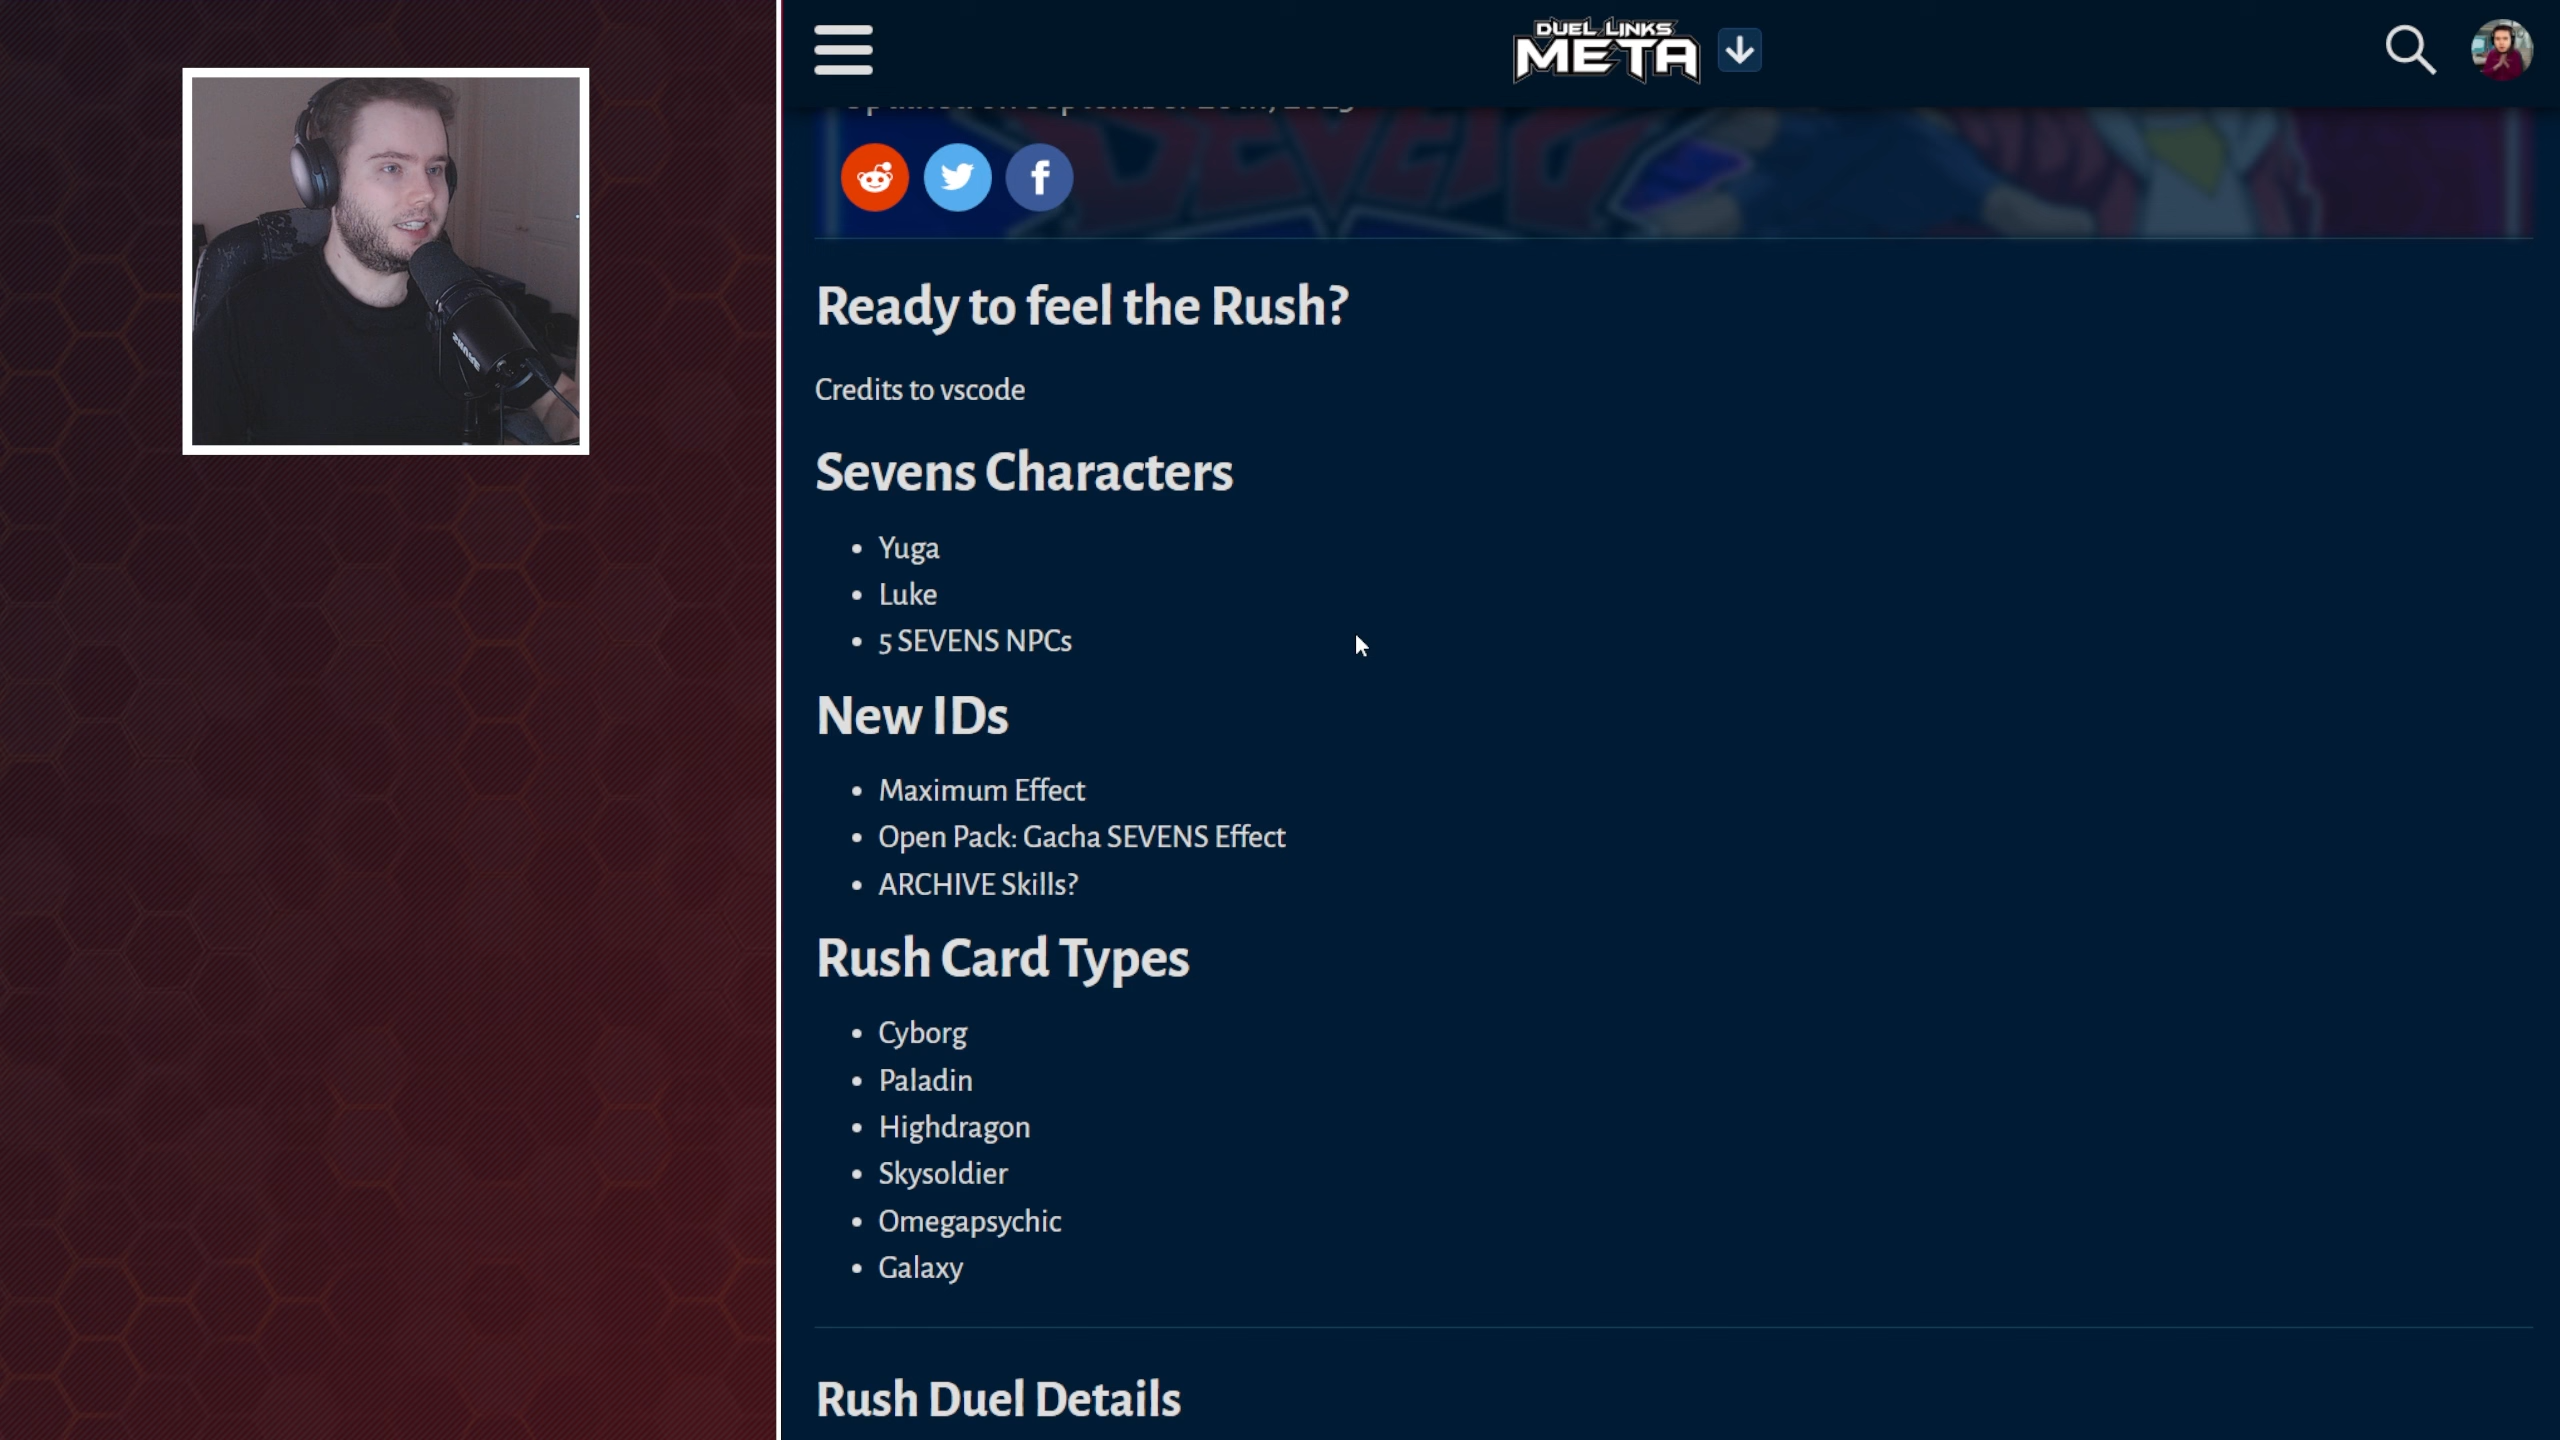 DUEL LINKS
META
Ready to feel the Rush?
Credits to vscode
Sevens Characters
Yuga
Luke
5 SEVENS NPCs
New IDs
Maximum Effect
Open Pack: Gacha SEVENS Effect
ARCHIVE Skills?
Rush Card Types
Cyborg
Paladin
Highdragon
Skysoldier
Omegapsychic
Galaxy
Rush Duel Details